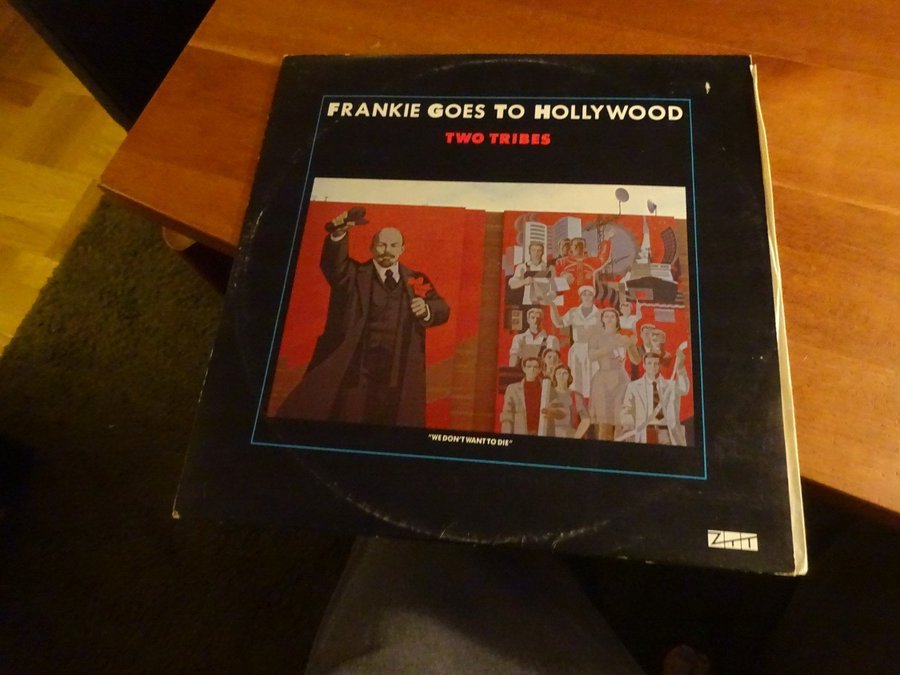 FRANKIE GOES TO HOLLYWOOD
TWO TRIBES
"WE DON'T WANT TO DIE"
ZTT